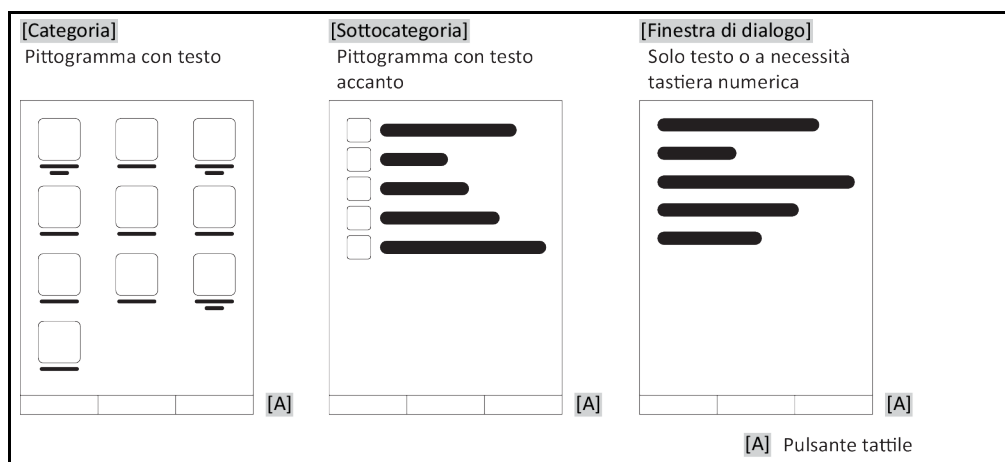 [Categoria]
Pittogramma con testo
[Sottocategoria]
Pittogramma con testo
accanto
[Finestra di dialogo]
Solo testo o a necessità
tastiera numerica
[A]
[A]
[A]
[A] Pulsante tattile